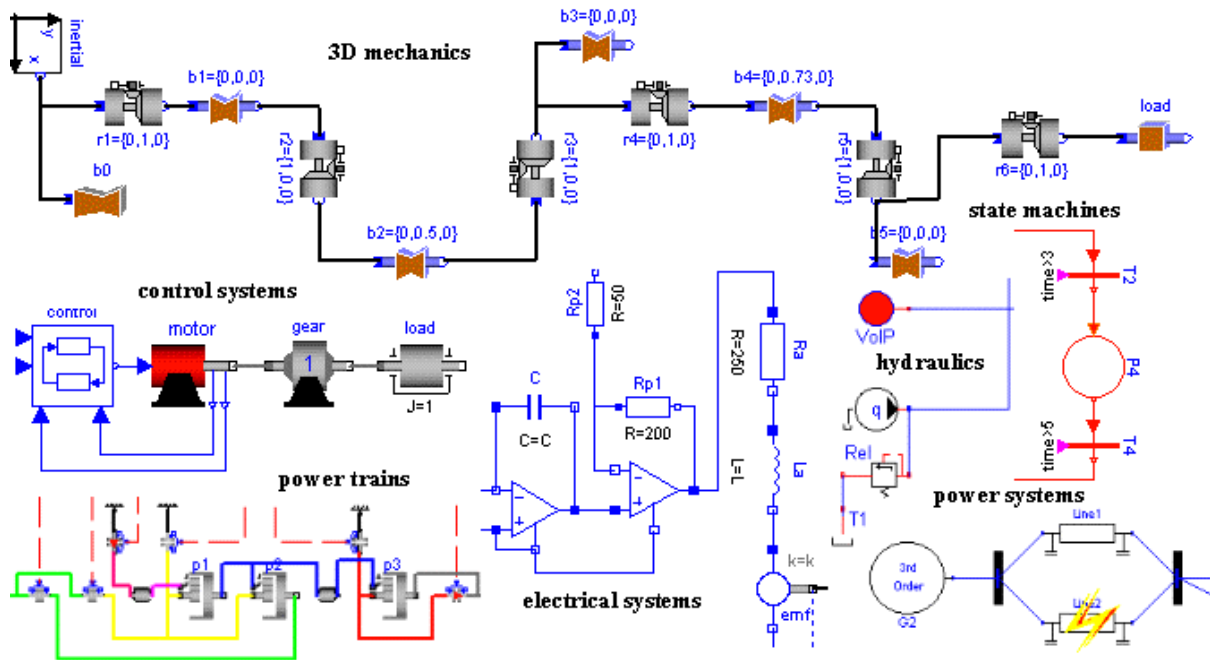 y
x
inertial
3D mechanics
b3={0,0,0}
b1={0,0,0}
b4={0,0.73,0}
load
r1={0,1,0}
r2={1,0,0}
r3={1,0,0}
r4={0,1,0}
r5={1,0,0}
r6={0,1,0}
b0
b2={0,0.5,0}
b5={0,0,0}
state machines
control systems
control
motor
gear
load
1
J=1
Rp2
R=50
C
C=C
Rp1
R=200
R=250
Ra
L=L
La
k=k
emf
electrical systems
VolP
hydraulics
q
Rel
T1
time>3
T2
P4
time>5
T4
power trains
p1
p2
p3
power systems
Line1
3rd
Order
G2
Line2